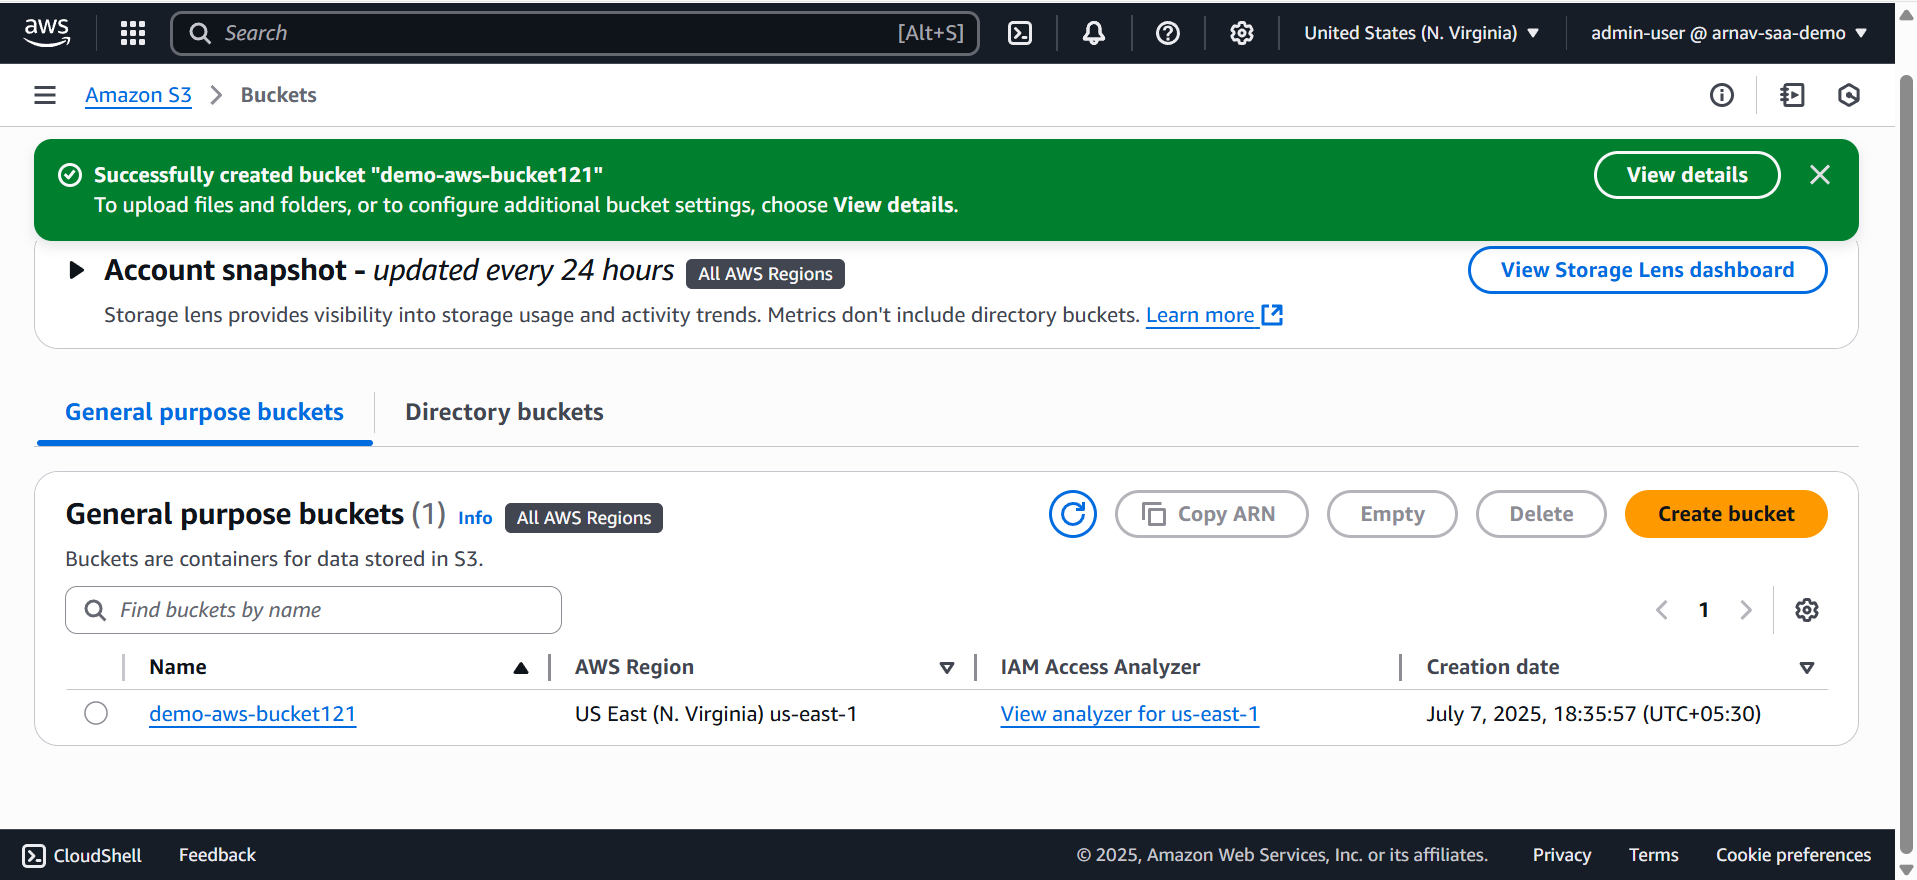 aws
Search [Alt+S] United States (N. Virginia) admin-user @ arnav-saa-demo
Amazon S3 Buckets
Successfully created bucket "demo-aws-bucket121"
To upload files and folders, or to configure additional bucket settings, choose View details.
View details
Account snapshot - updated every 24 hours All AWS Regions View Storage Lens dashboard
Storage lens provides visibility into storage usage and activity trends. Metrics don't include directory buckets. Learn more
General purpose buckets Directory buckets
General purpose buckets (1) Info All AWS Regions Copy ARN Empty Delete Create bucket
Buckets are containers for data stored in S3.
Find buckets by name 1
Name AWS Region IAM Access Analyzer Creation date
demo-aws-bucket121 US East (N. Virginia) us-east-1 View analyzer for us-east-1 July 7, 2025, 18:35:57 (UTC+05:30)
CloudShell Feedback © 2025, Amazon Web Services, Inc. or its affiliates. Privacy Terms Cookie preferences